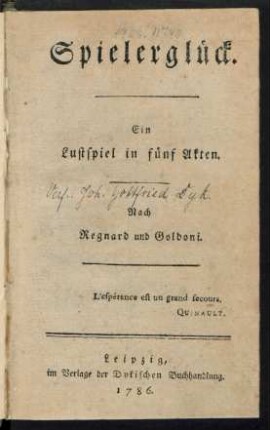 Spielerglück.
Ein
Lustspiel in fünf Akten.
Verf.: Joh. Gottfried Dyk.
Nach
Regnard und Goldoni.
L'espérence est un grand secours.
QUINAULT.
Leipzig,
im Verlage der Dykischen Buchhandlung.
1786.